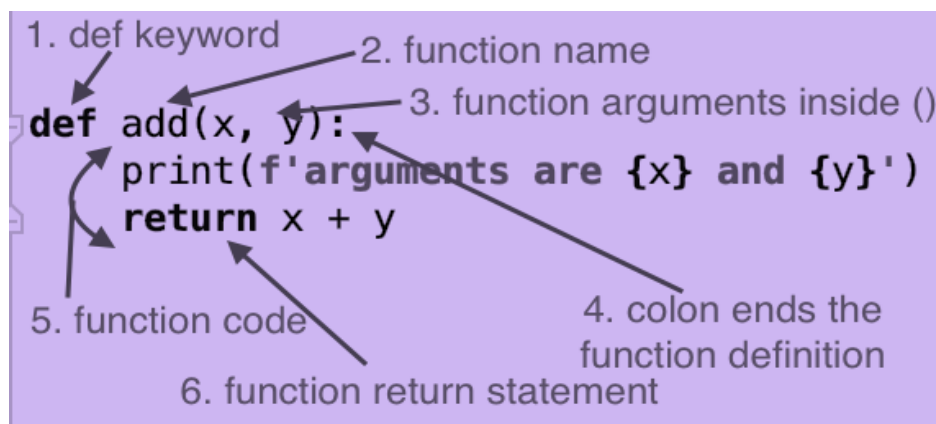 1. def keyword
2. function name
3. function arguments inside ()
def add(x, y):
    print(f'arguments are {x} and {y}')
    return x + y
5. function code
4. colon ends the
function definition
6. function return statement